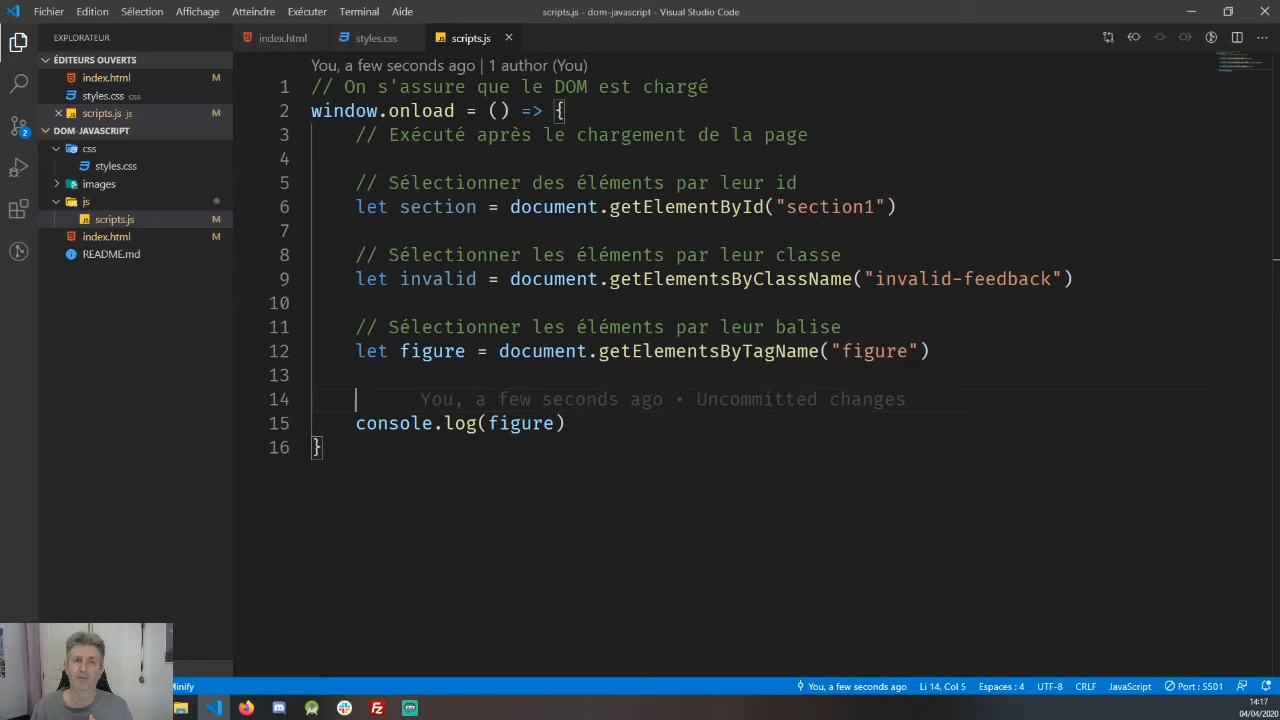 Fichier Edition Sélection Affichage Atteindre Exécuter Terminal Aide scripts.js - dom-javascript - Visual Studio Code
EXPLORATEUR
ÉDITEURS OUVERTS
index.html M
styles.css css
scripts.js js M
DOM-JAVASCRIPT
css
styles.css
images
js
scripts.js M
index.html M
README.md
2
index.html styles.css scripts.js
You, a few seconds ago | 1 author (You)
1 // On s'assure que le DOM est chargé
2 window.onload = () => {
3 // Exécuté après le chargement de la page
4
5 // Sélectionner des éléments par leur id
6 let section = document.getElementById("section1")
7
8 // Sélectionner les éléments par leur classe
9 let invalid = document.getElementsByClassName("invalid-feedback")
10
11 // Sélectionner les éléments par leur balise
12 let figure = document.getElementsByTagName("figure")
13
14 You, a few seconds ago • Uncommitted changes
15 console.log(figure)
16 }
Minify You, a few seconds ago Li 14, Col 5 Espaces : 4 UTF-8 CRLF JavaScript Port : 5501
14:17
04/04/2020